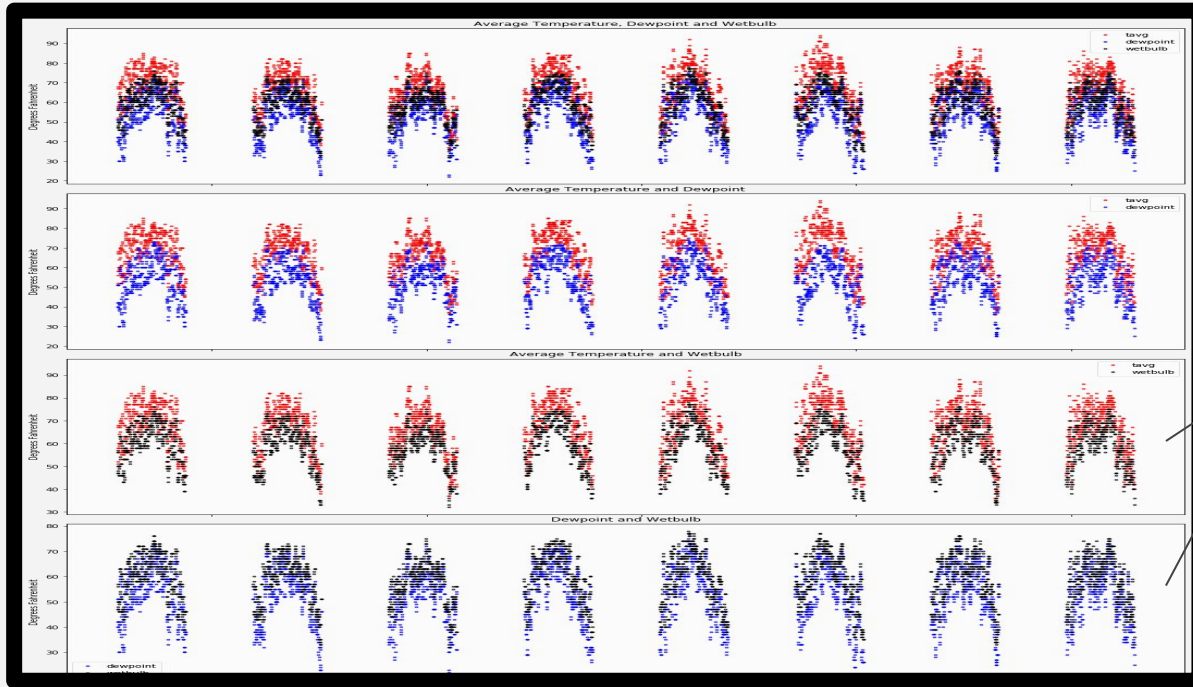 Average Temperature, Dewpoint and Wetbulb
tavg
dewpoint
wetbulb
Degrees Fahrenheit
90
80
70
60
50
40
30
20
Average Temperature and Dewpoint
tavg
dewpoint
Degrees Fahrenheit
90
80
70
60
50
40
30
20
Average Temperature and Wetbulb
tavg
wetbulb
Degrees Fahrenheit
90
80
70
60
50
40
30
Dewpoint and Wetbulb
Degrees Fahrenheit
80
70
60
50
40
30
dewpoint